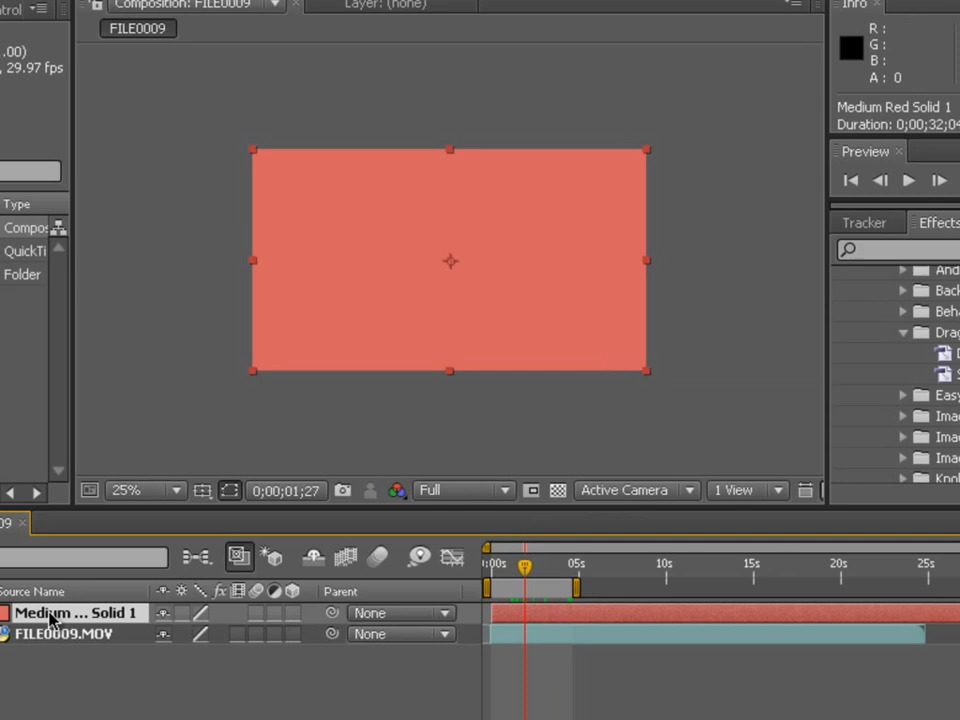 ntrol
Composition: FILE0009
Layer: (none)
Info
FILE0009
.00)
, 29.97 fps
R :
G :
B :
A : 0
Medium Red Solid 1
Duration: 0;00;32;04
Preview
Type
Compos
QuickTi
Folder
Tracker
Effects
And
Back
Beh
Drag
Easy
Ima
Ima
Ima
Knol
25%
0;00;01;27
Full
Active Camera
1 View
09
Source Name
fx
Parent
:00s
05s
10s
15s
20s
25s
Medium ... Solid 1
None
FILE0009.MOV
None